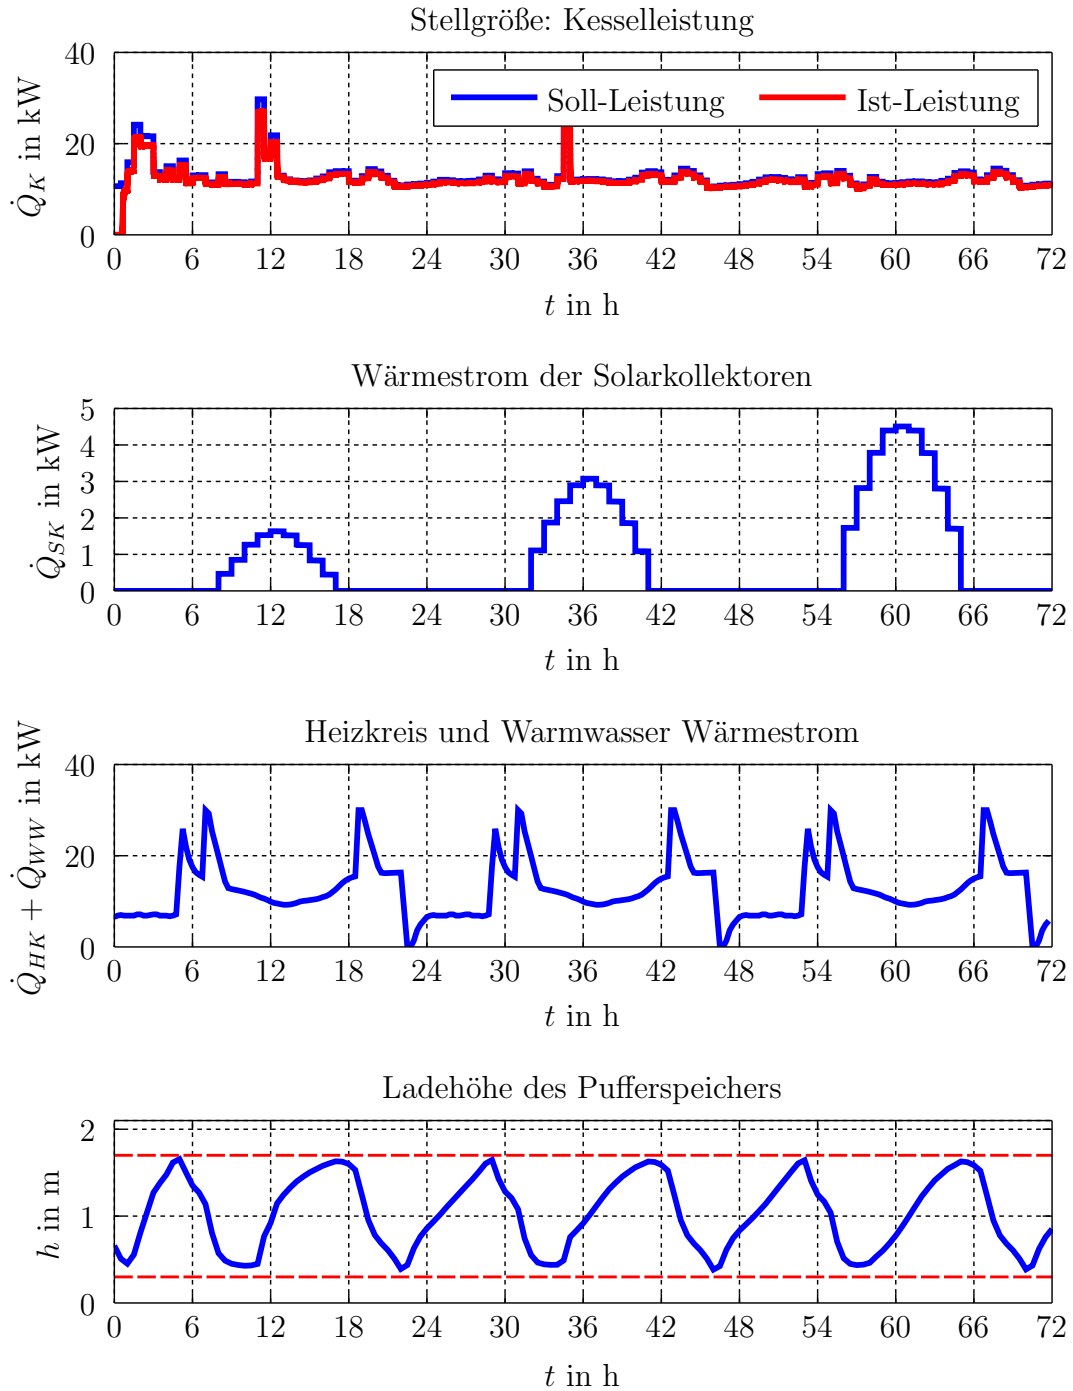 Stellgröße: Kesselleistung
Q̇_K in kW
40
20
0
Soll-Leistung Ist-Leistung
0 6 12 18 24 30 36 42 48 54 60 66 72
t in h
Wärmestrom der Solarkollektoren
Q̇_SK in kW
5
4
3
2
1
0
0 6 12 18 24 30 36 42 48 54 60 66 72
t in h
Heizkreis und Warmwasser Wärmestrom
Q̇_HK + Q̇_WW in kW
40
20
0
0 6 12 18 24 30 36 42 48 54 60 66 72
t in h
Ladehöhe des Pufferspeichers
h in m
2
1
0
0 6 12 18 24 30 36 42 48 54 60 66 72
t in h